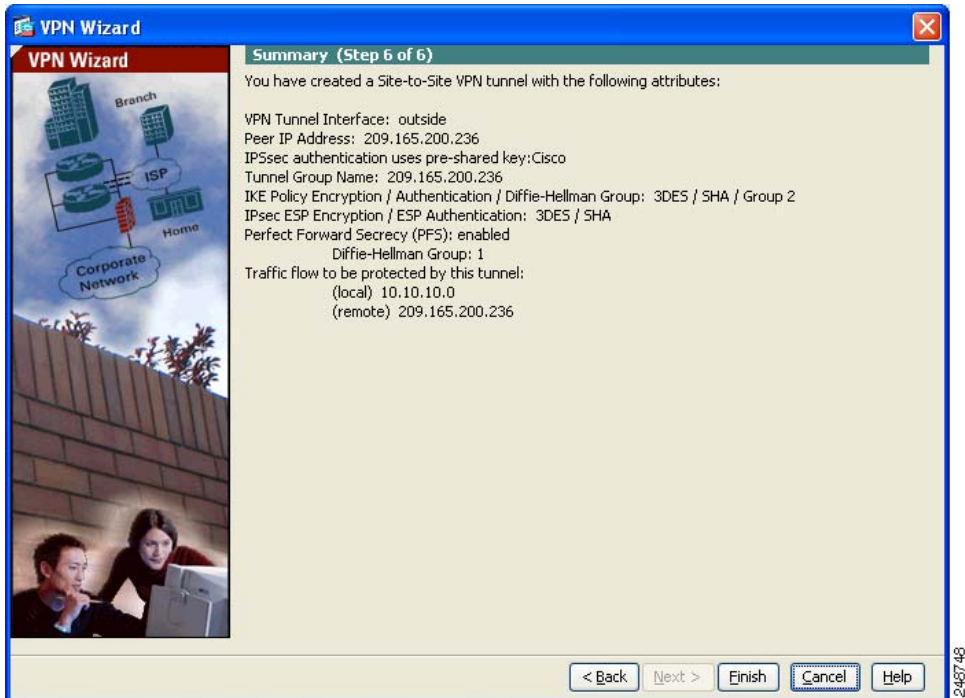 VPN Wizard
VPN Wizard
Branch
ISP
Home
Corporate
Network
Summary (Step 6 of 6)
You have created a Site-to-Site VPN tunnel with the following attributes:
VPN Tunnel Interface: outside
Peer IP Address: 209.165.200.236
IPSsec authentication uses pre-shared key:Cisco
Tunnel Group Name: 209.165.200.236
IKE Policy Encryption / Authentication / Diffie-Hellman Group: 3DES / SHA / Group 2
IPsec ESP Encryption / ESP Authentication: 3DES / SHA
Perfect Forward Secrecy (PFS): enabled
Diffie-Hellman Group: 1
Traffic flow to be protected by this tunnel:
(local) 10.10.10.0
(remote) 209.165.200.236
< Back
Next >
Finish
Cancel
Help
248748